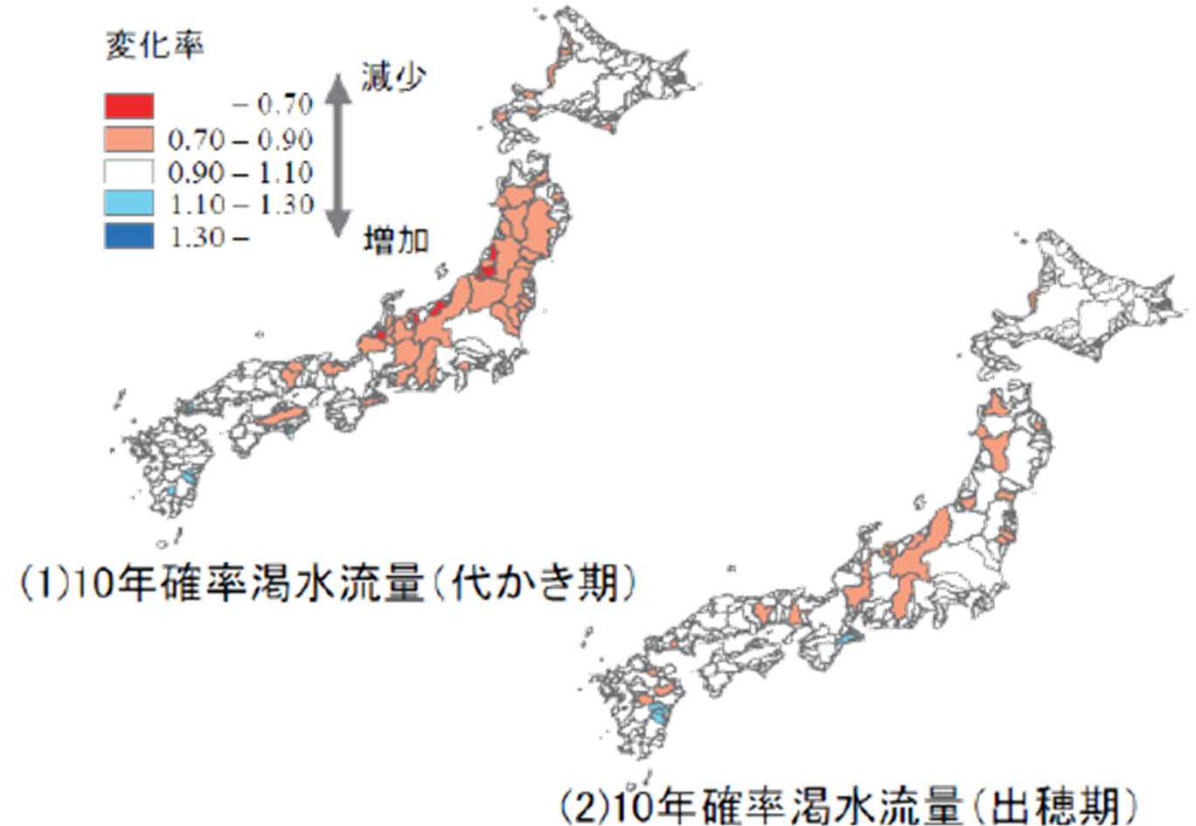 変化率
減少
– 0.70
0.70 – 0.90
0.90 – 1.10
1.10 – 1.30
1.30 –
増加
(1)10年確率渇水流量(代かき期)
(2)10年確率渇水流量(出穂期)